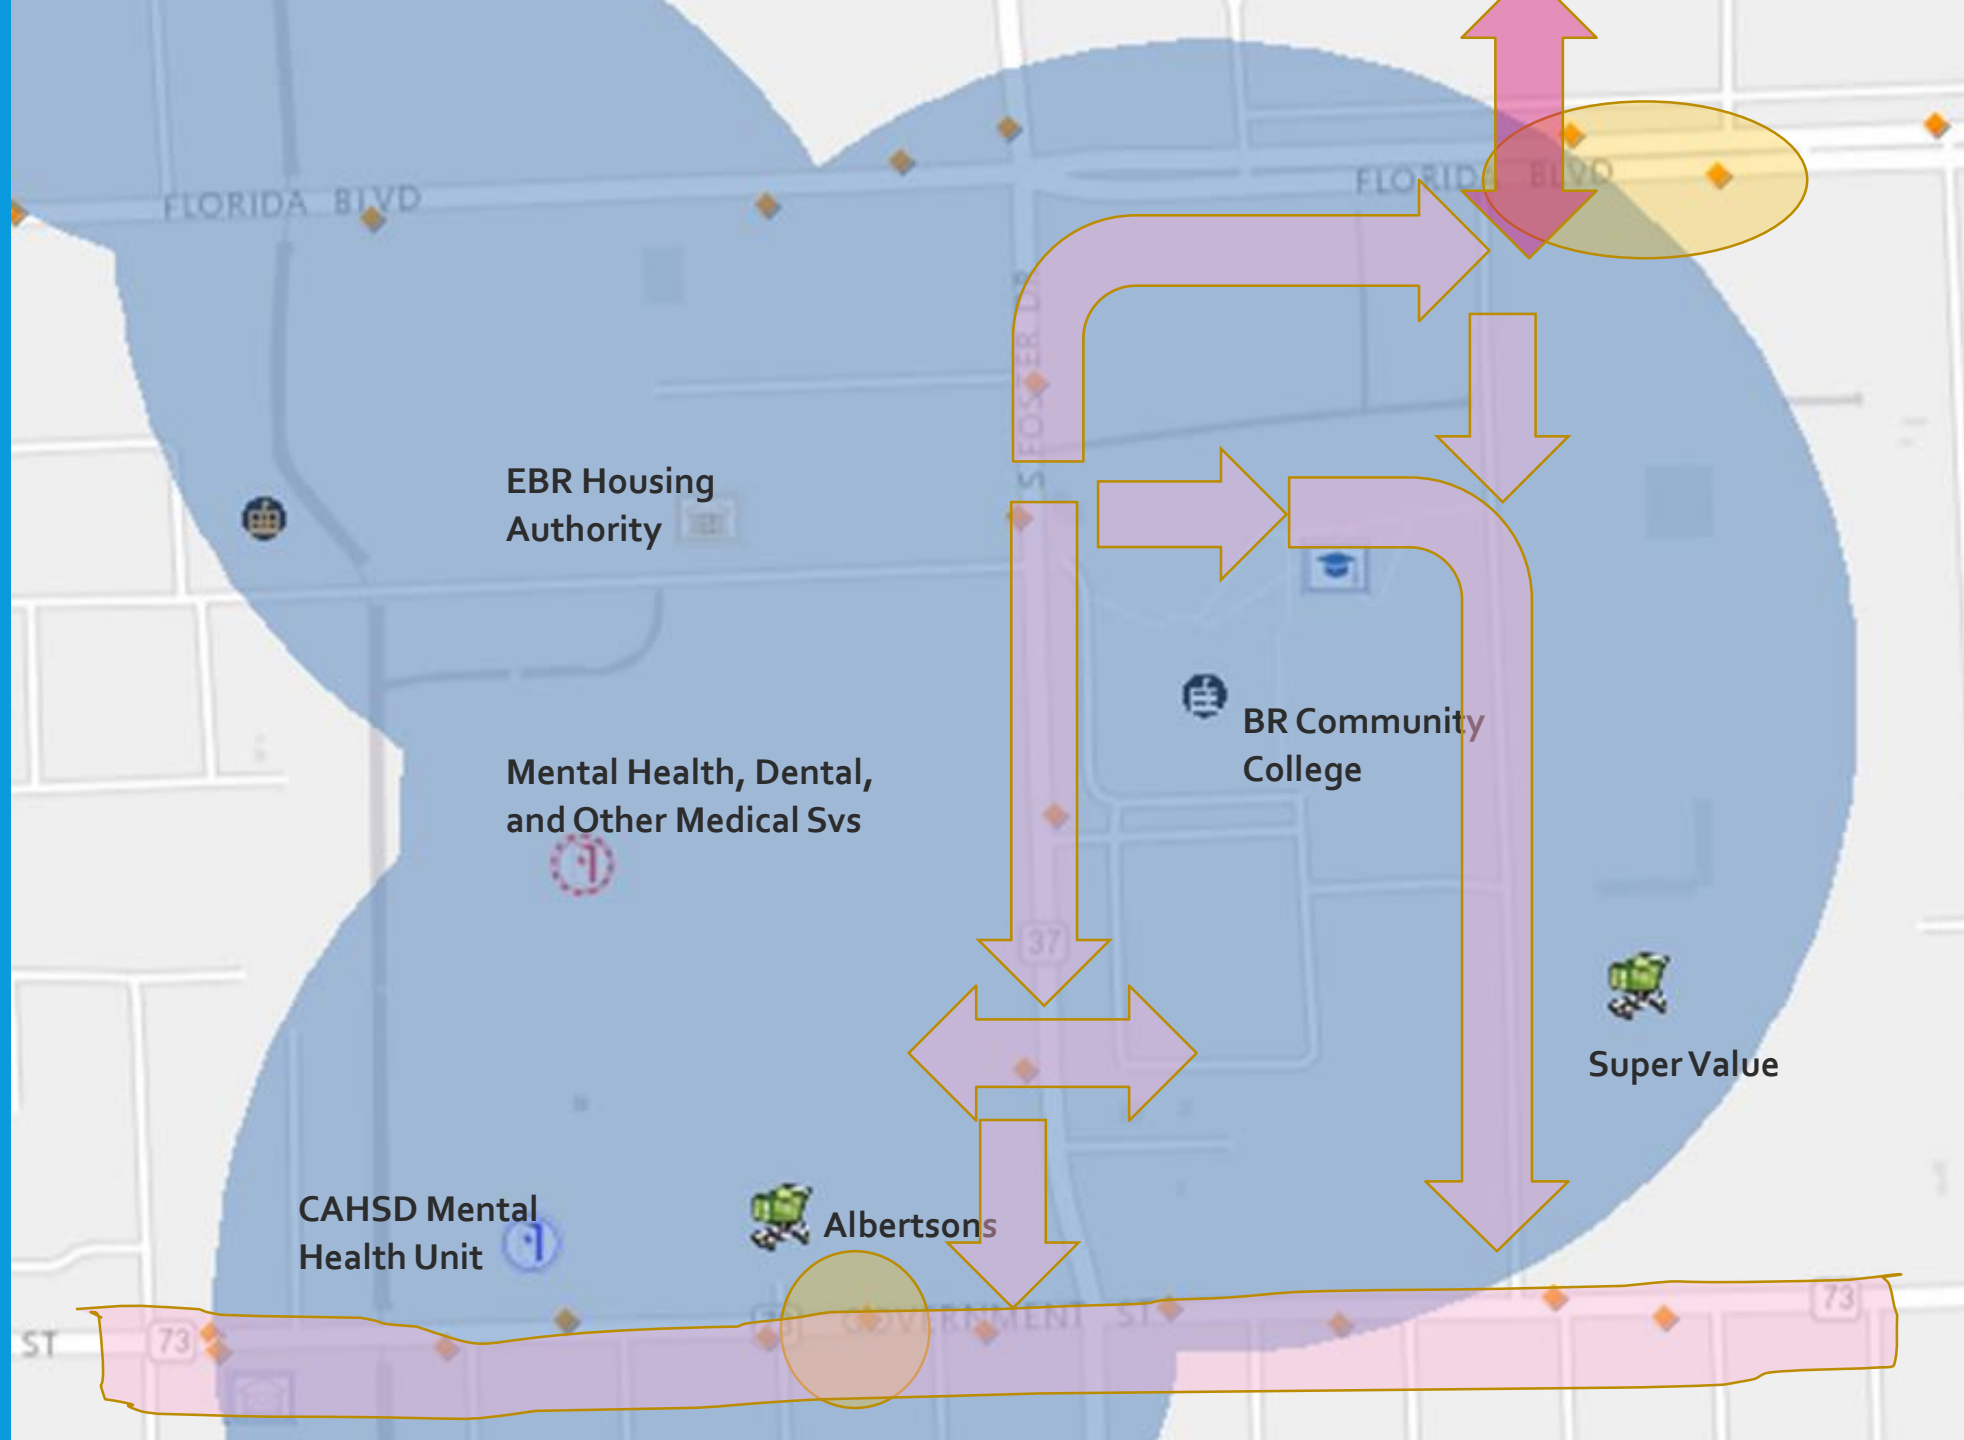 FLORIDA BLVD
FLORIDA BLVD
S FOSTER DR
EBR Housing
Authority
BR Community
College
Mental Health, Dental,
and Other Medical Svs
37
Super Value
CAHSD Mental
Health Unit
Albertsons
73
GOVERNMENT ST
73
ST
73